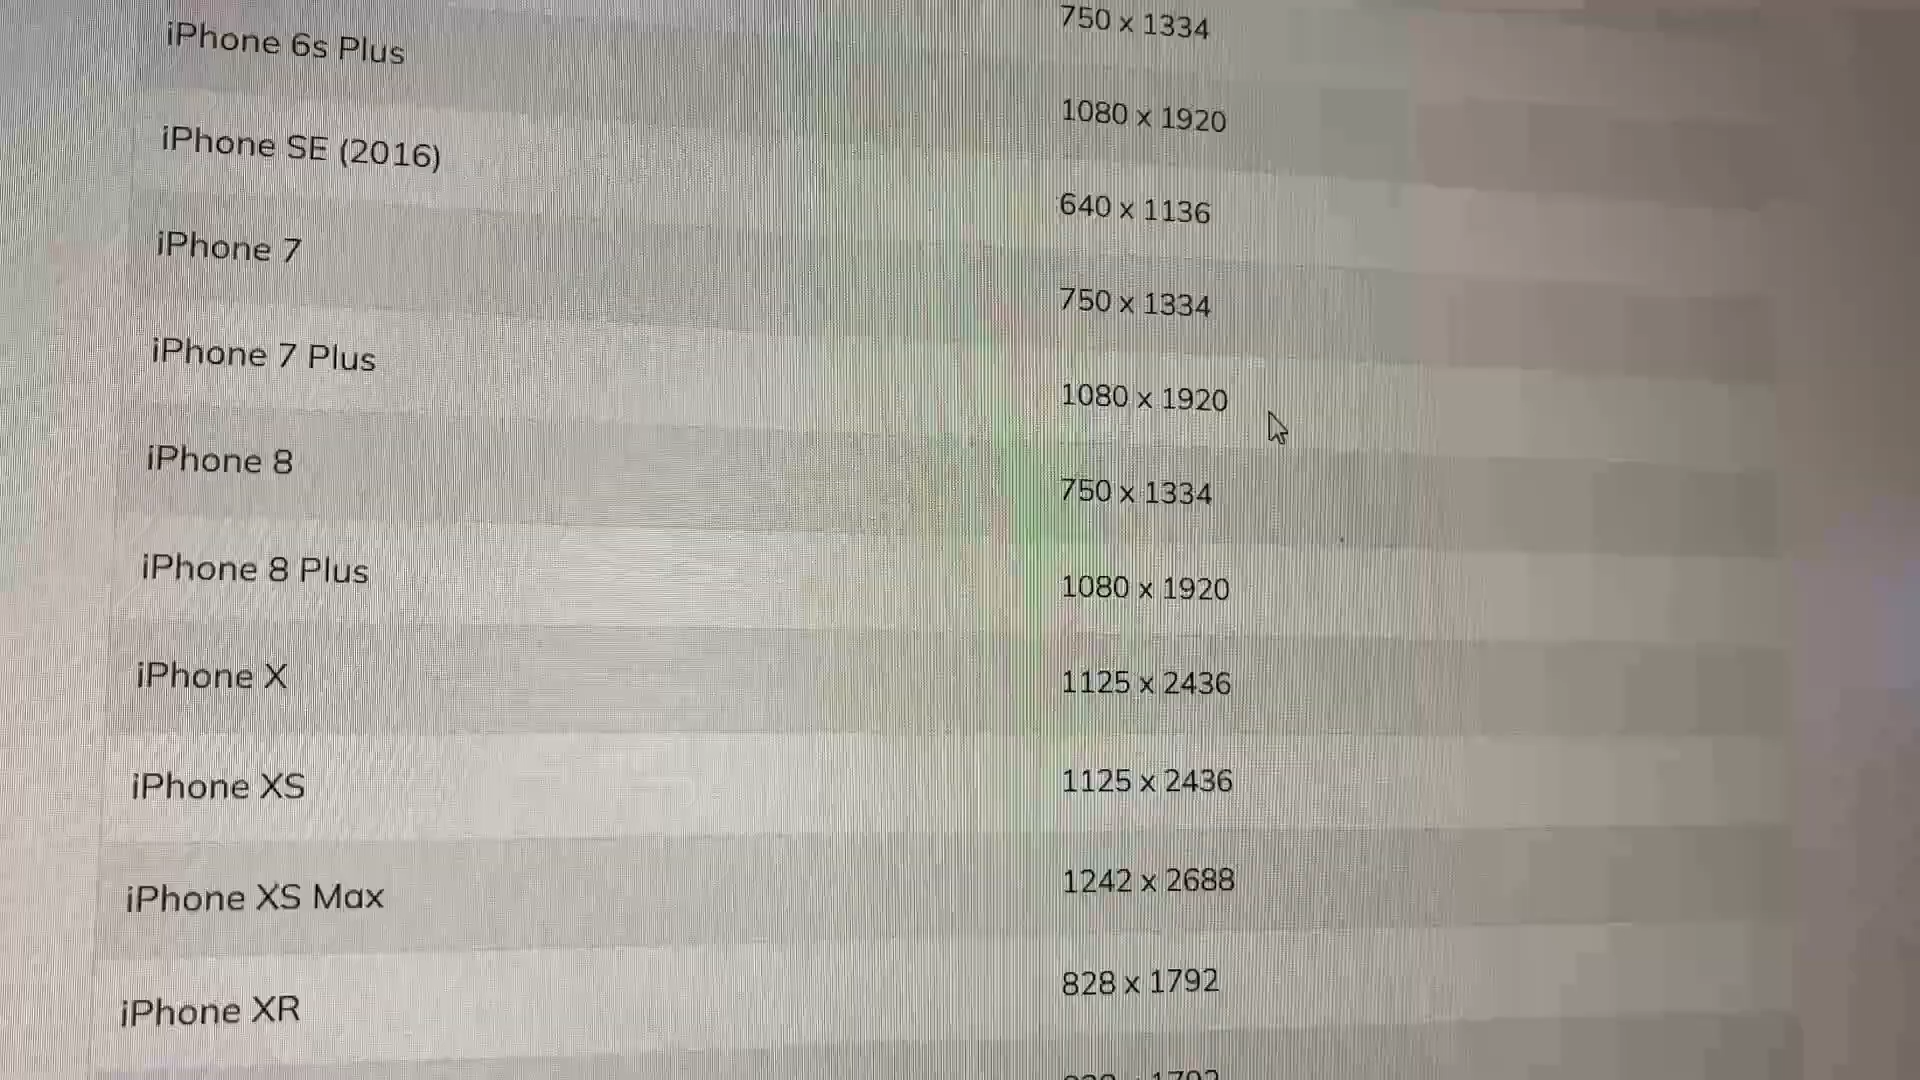 750 x 1334
iPhone 6s Plus 1080 x 1920
iPhone SE (2016) 640 x 1136
iPhone 7 750 x 1334
iPhone 7 Plus 1080 x 1920
iPhone 8 750 x 1334
iPhone 8 Plus 1080 x 1920
iPhone X 1125 x 2436
iPhone XS 1125 x 2436
iPhone XS Max 1242 x 2688
iPhone XR 828 x 1792